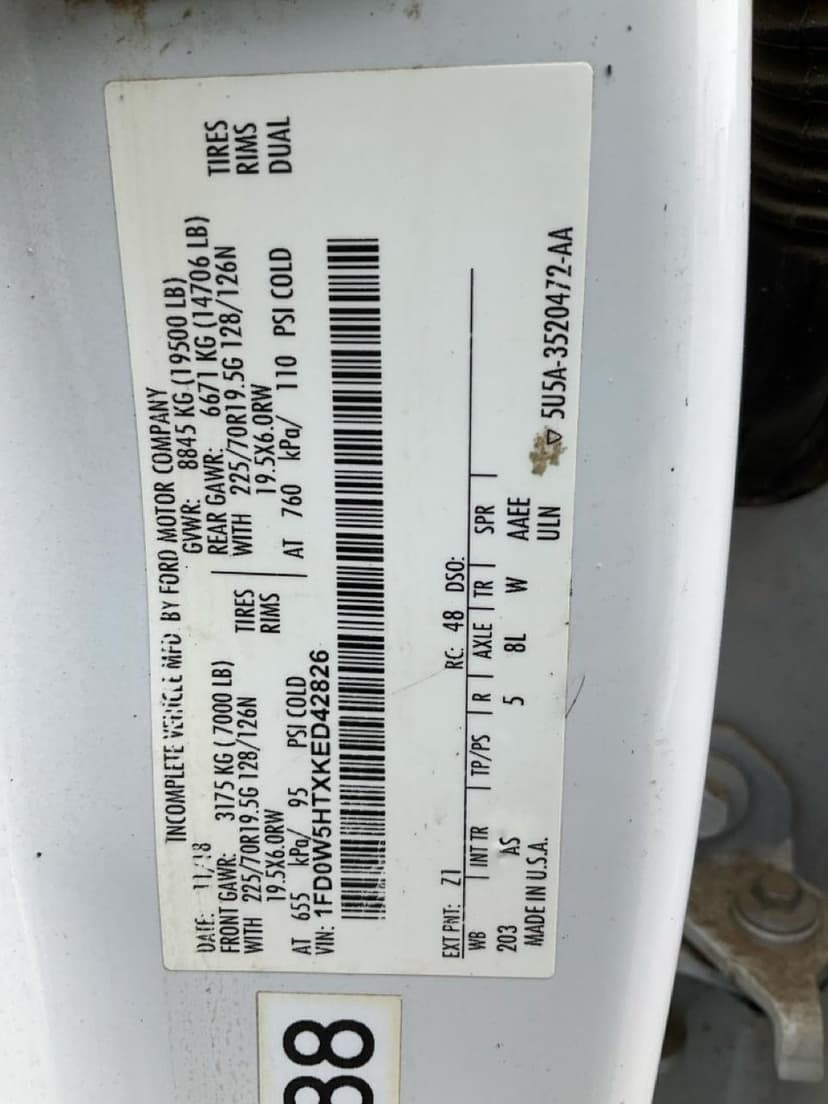 INCOMPLETE VEHICLE MFD. BY FORD MOTOR COMPANY
DATE: 11/18 GVWR: 8845 KG (19500 LB)
FRONT GAWR: 3175 KG (7000 LB) REAR GAWR: 6671 KG (14706 LB)
WITH 225/70R19.5G 128/126N TIRES WITH 225/70R19.5G 128/126N TIRES
19.5X6.0RW RIMS 19.5X6.0RW RIMS
AT 655 kPa/ 95 PSI COLD AT 760 kPa/ 110 PSI COLD DUAL
VIN: 1FD0W5HTXKED42826
EXT PNT: Z1 RC: 48 DSO:
WB INT TR TP/PS R AXLE TR SPR
203 AS 5 8L W AAEE
MADE IN U.S.A. ULN
5U5A-3520472-AA
88